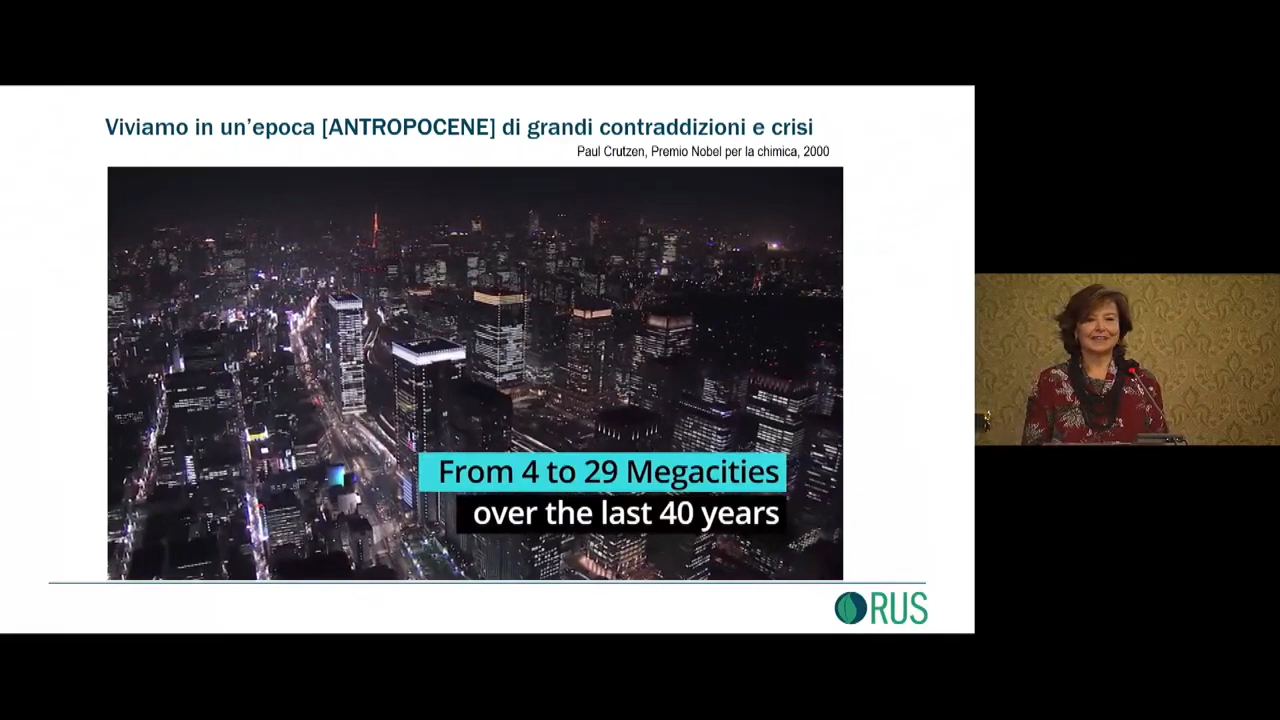 Viviamo in un'epoca [ANTROPOCENE] di grandi contraddizioni e crisi
Paul Crutzen, Premio Nobel per la chimica, 2000
From 4 to 29 Megacities
over the last 40 years
RUS